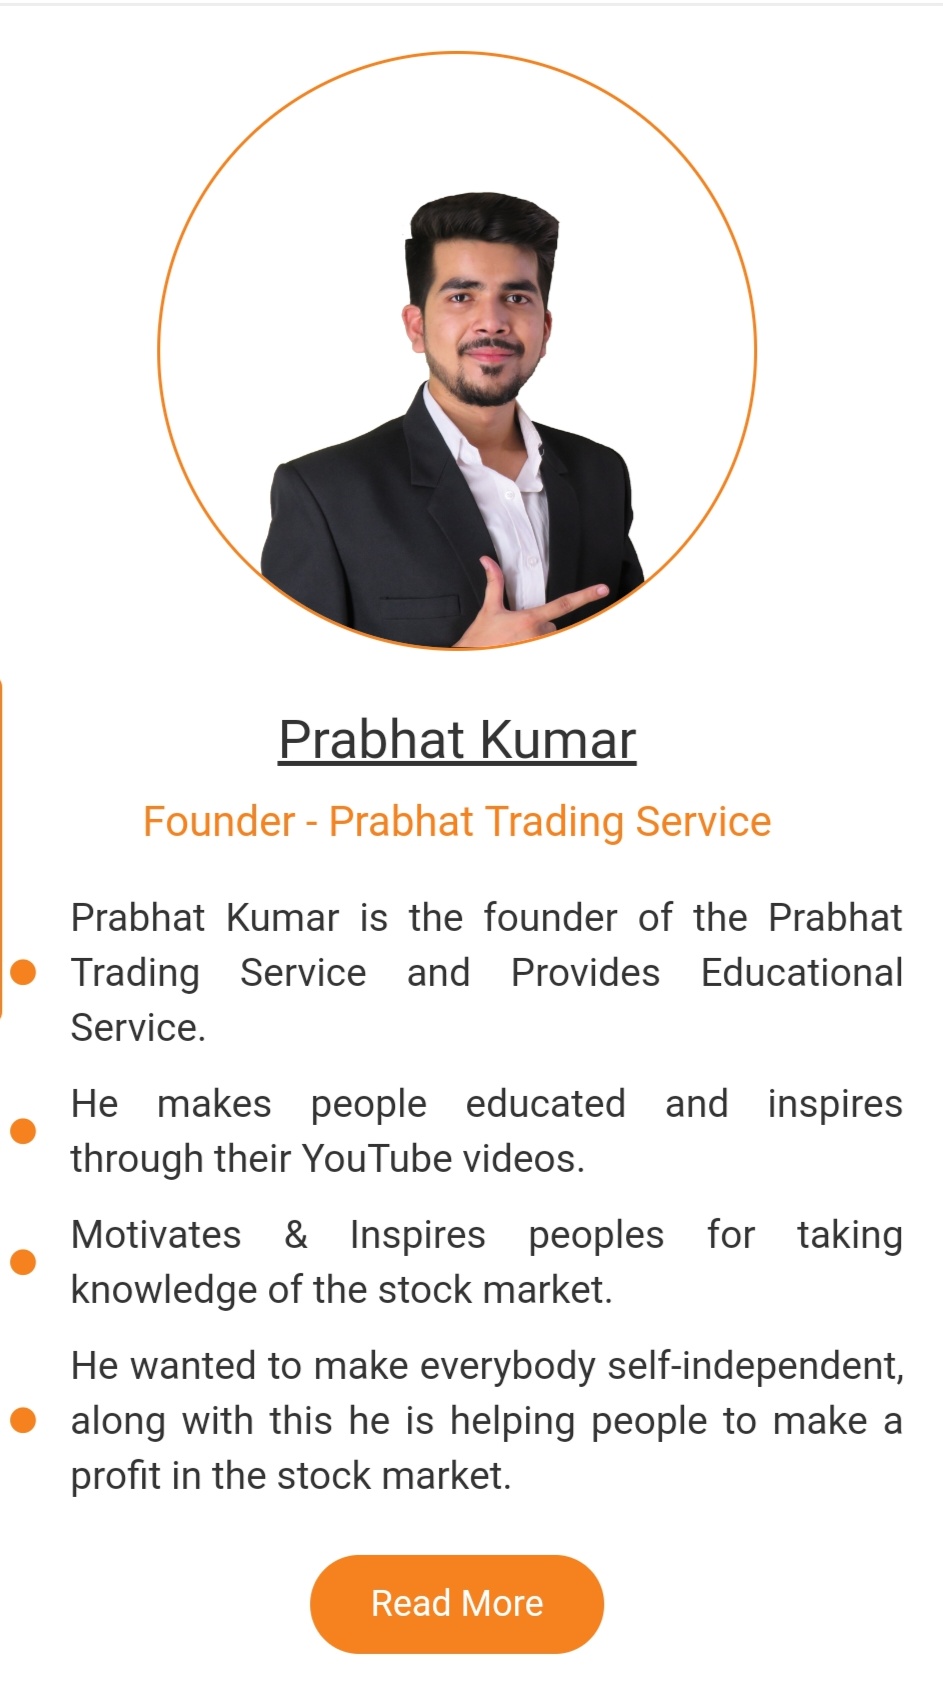 Prabhat Kumar
Founder - Prabhat Trading Service
Prabhat Kumar is the founder of the Prabhat
Trading Service and Provides Educational
Service.
He makes people educated and inspires
through their YouTube videos.
Motivates & Inspires peoples for taking
knowledge of the stock market.
He wanted to make everybody self-independent,
along with this he is helping people to make a
profit in the stock market.
Read More